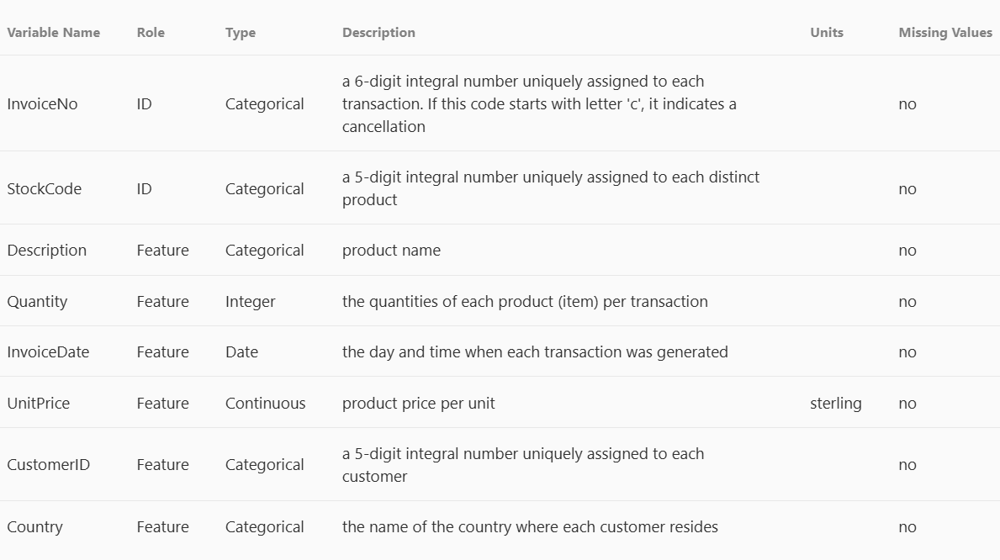 Variable Name Role Type Description Units Missing Values
a 6-digit integral number uniquely assigned to each
InvoiceNo ID Categorical transaction. If this code starts with letter 'c', it indicates a no
cancellation
a 5-digit integral number uniquely assigned to each distinct
StockCode ID Categorical product no
Description Feature Categorical product name no
Quantity Feature Integer the quantities of each product (item) per transaction no
InvoiceDate Feature Date the day and time when each transaction was generated no
UnitPrice Feature Continuous product price per unit sterling no
a 5-digit integral number uniquely assigned to each
CustomerID Feature Categorical customer no
Country Feature Categorical the name of the country where each customer resides no